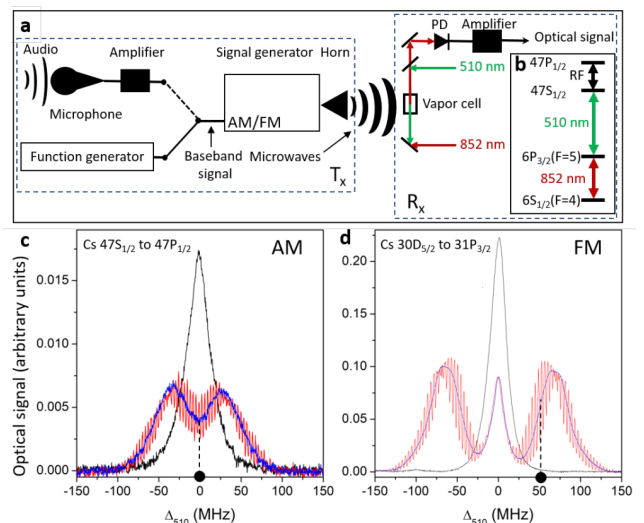 a
Audio
Amplifier
Signal generator
Horn
Microphone
AM/FM
Function generator
Baseband
signal
Microwaves
Tx
PD
Amplifier
Optical signal
510 nm
Vapor cell
852 nm
Rx
b
47P1/2
RF
47S1/2
510 nm
6P3/2(F=5)
852 nm
6S1/2(F=4)
c
Cs 47S1/2 to 47P1/2
AM
Optical signal (arbitrary units)
0.015
0.010
0.005
0.000
-150 -100 -50 0 50 100 150
Δ510 (MHz)
d
Cs 30D5/2 to 31P3/2
FM
0.20
0.15
0.10
0.05
0.00
-150 -100 -50 0 50 100 150
Δ510 (MHz)